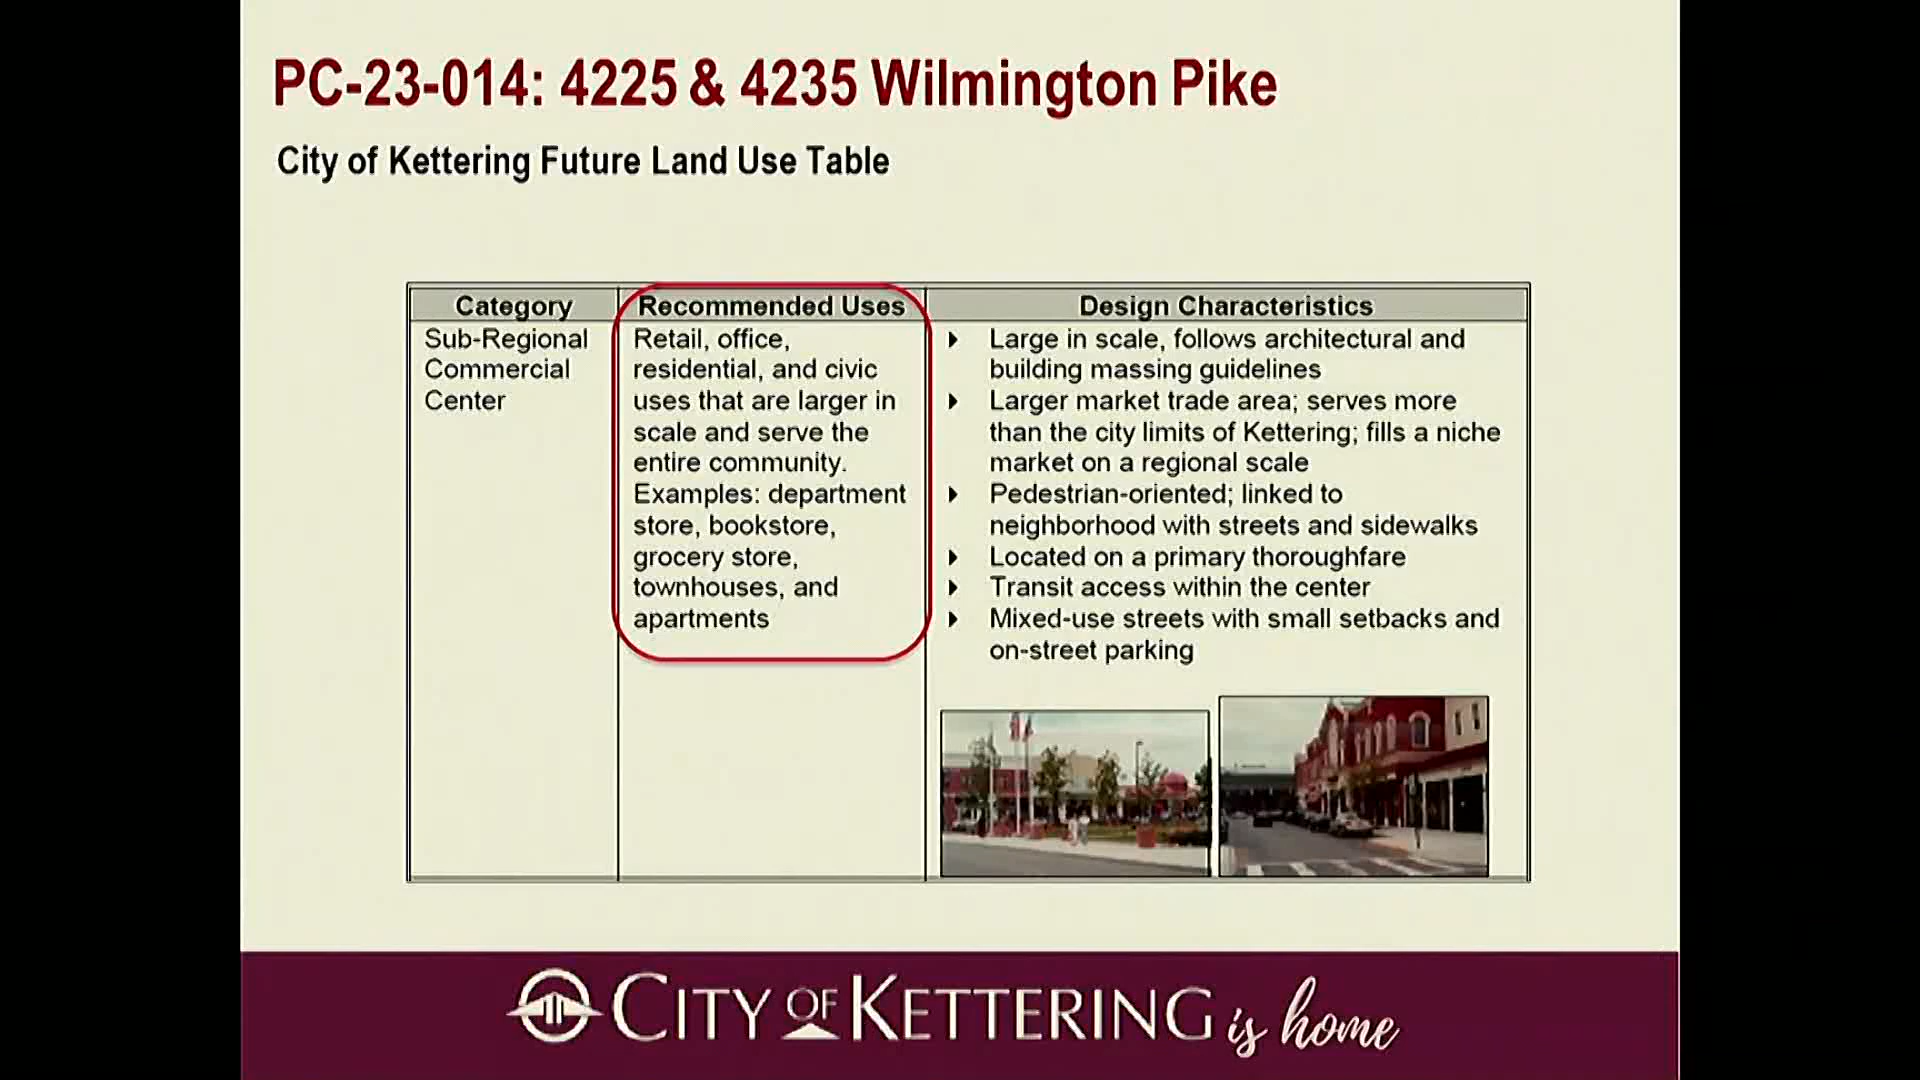 PC-23-014: 4225 & 4235 Wilmington Pike
City of Kettering Future Land Use Table
Category
Recommended Uses
Design Characteristics
Sub-Regional
Commercial
Center
Retail, office,
residential, and civic
uses that are larger in
scale and serve the
entire community.
Examples: department
store, bookstore,
grocery store,
townhouses, and
apartments
Large in scale, follows architectural and
building massing guidelines
Larger market trade area; serves more
than the city limits of Kettering; fills a niche
market on a regional scale
Pedestrian-oriented; linked to
neighborhood with streets and sidewalks
Located on a primary thoroughfare
Transit access within the center
Mixed-use streets with small setbacks and
on-street parking
CITY OF KETTERING is home